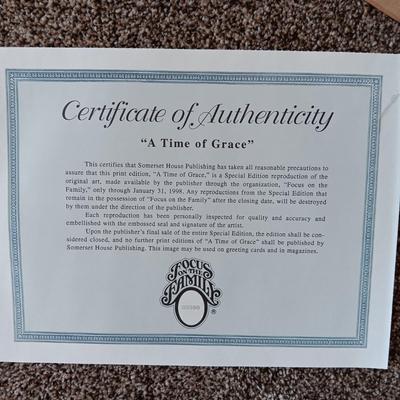 Certificate of Authenticity
“A Time of Grace”
This certifies that Somerset House Publishing has taken all reasonable precautions to
assure that this print edition, “A Time of Grace,” is a Special Edition reproduction of the
original art, made available by the publisher through the organization, “Focus on the
Family,” only through January 31, 1998. Any reproductions from the Special Edition that
remain in the possession of “Focus on the Family” after the closing date, will be destroyed
by them under the direction of the publisher.
Each reproduction has been personally inspected for quality and accuracy and
embellished with the embossed seal and signature of the artist.
Upon the publisher's final sale of the entire Special Edition, the edition shall be con-
sidered closed, and no further print editions of “A Time of Grace” shall be published by
Somerset House Publishing. This image may be used on greeting cards and in magazines.
FOCUS
ON THE
FAMILY
®